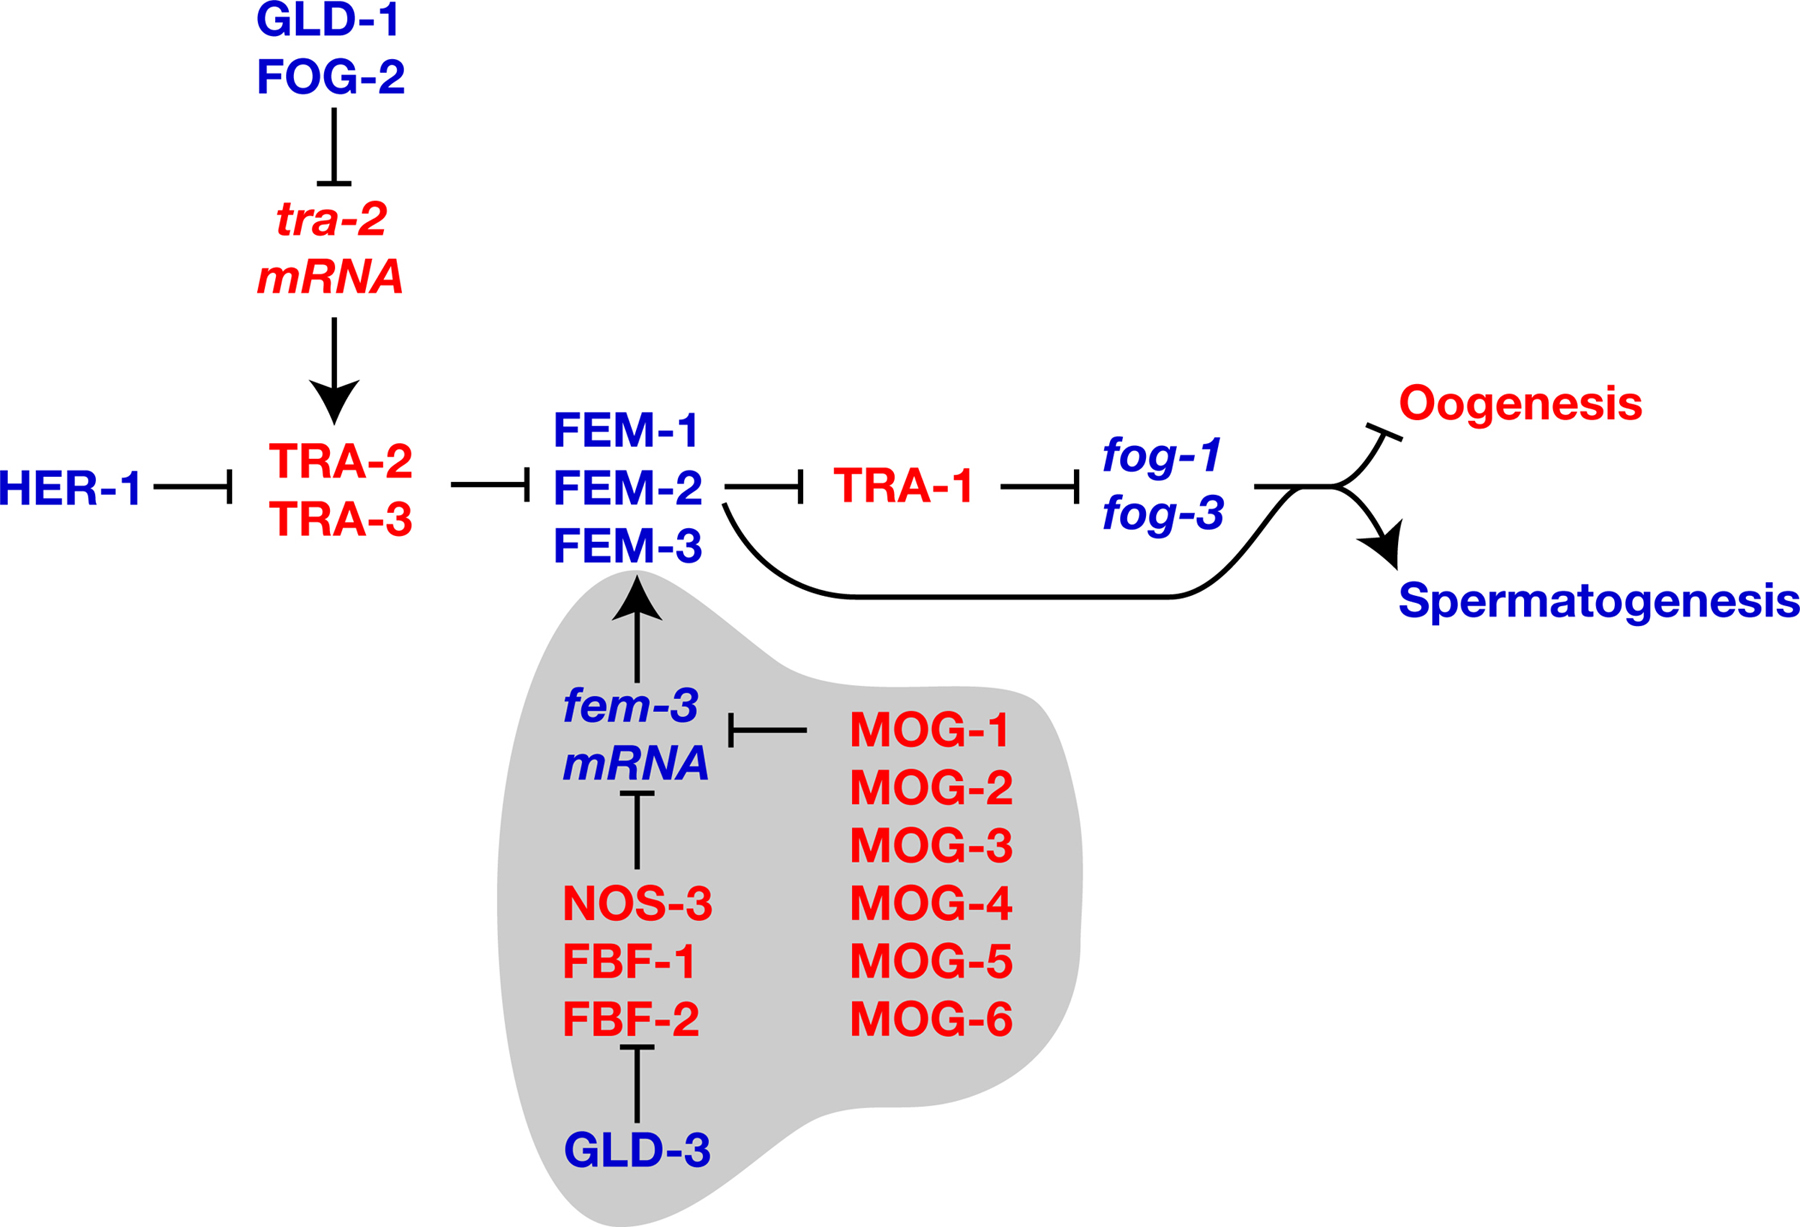 GLD-1
FOG-2
tra-2
mRNA
HER-1
TRA-2
TRA-3
FEM-1
FEM-2
FEM-3
TRA-1
fog-1
fog-3
Oogenesis
Spermatogenesis
fem-3
mRNA
NOS-3
FBF-1
FBF-2
GLD-3
MOG-1
MOG-2
MOG-3
MOG-4
MOG-5
MOG-6